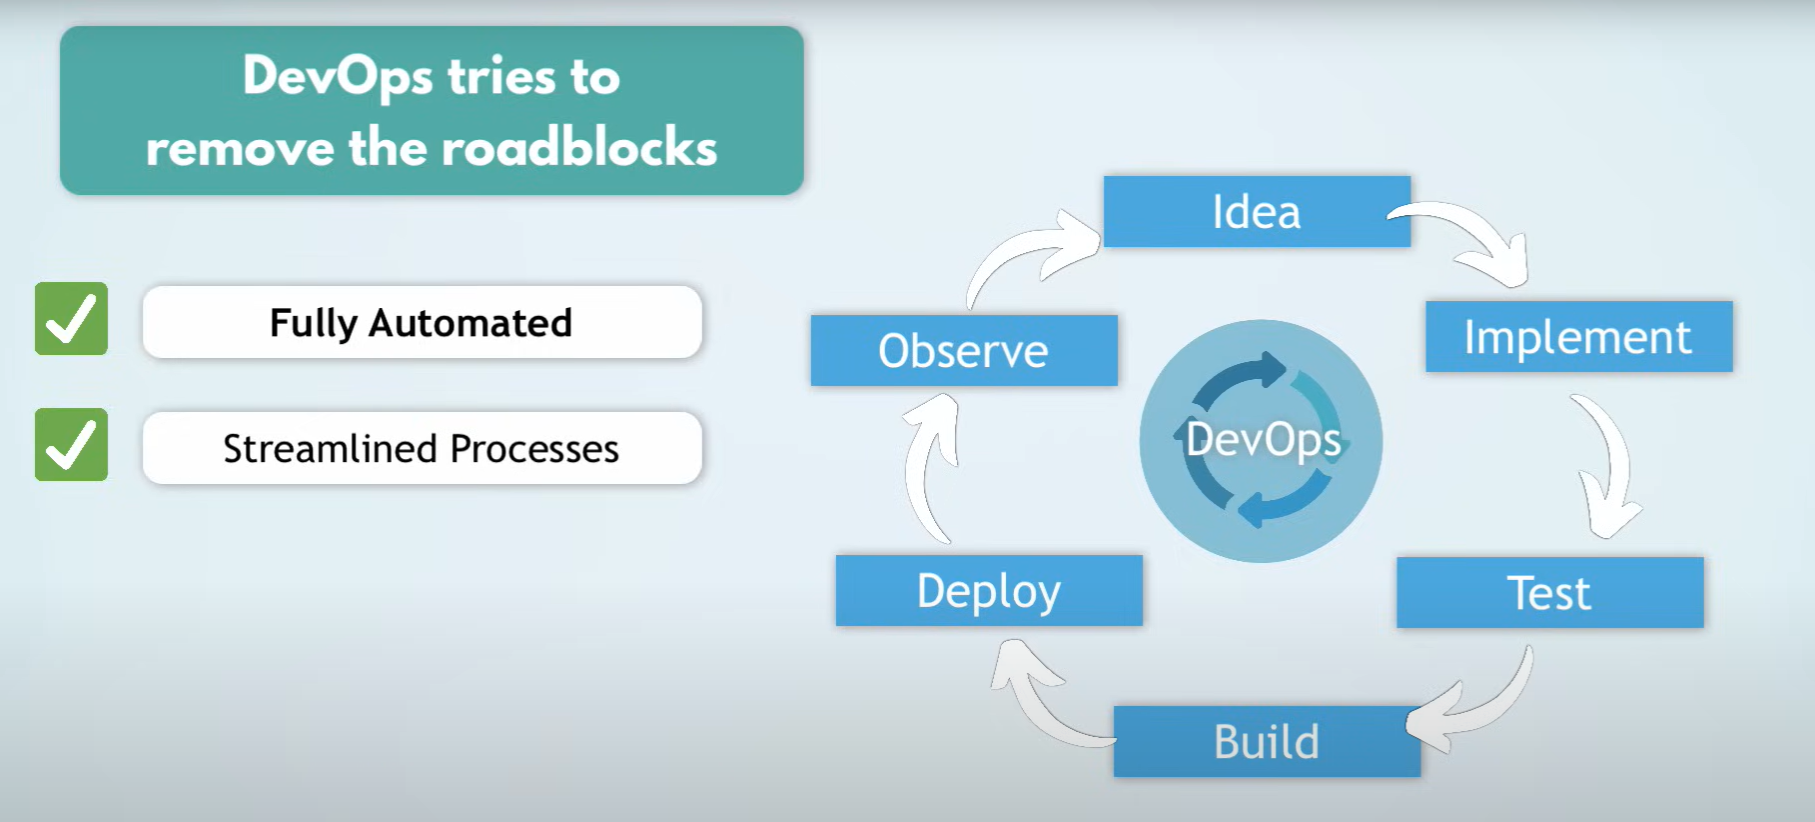 DevOps tries to
remove the roadblocks
Fully Automated
Streamlined Processes
Idea
Implement
Test
Build
Deploy
Observe
DevOps